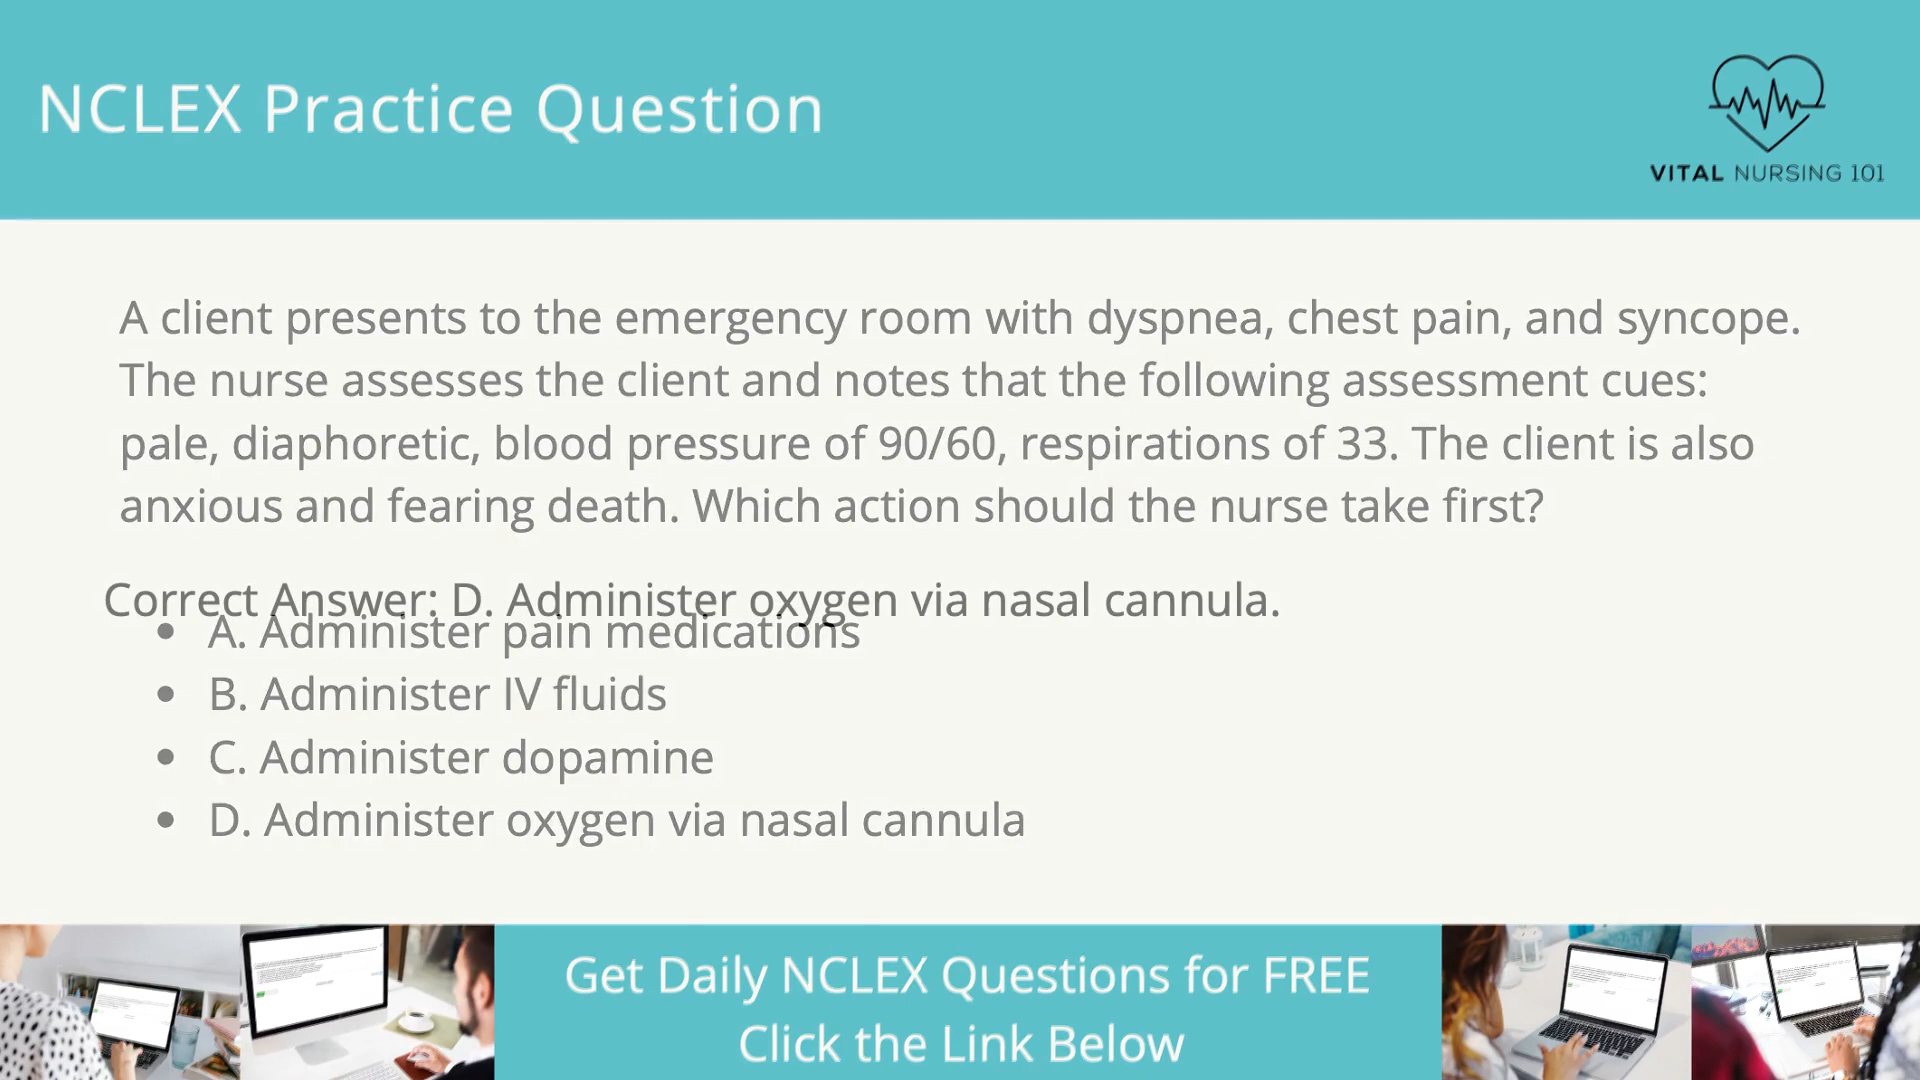 NCLEX Practice Question
VITAL NURSING 101
A client presents to the emergency room with dyspnea, chest pain, and syncope.
The nurse assesses the client and notes that the following assessment cues:
pale, diaphoretic, blood pressure of 90/60, respirations of 33. The client is also
anxious and fearing death. Which action should the nurse take first?
Correct Answer: D. Administer oxygen via nasal cannula.
• A. Administer pain medications
• B. Administer IV fluids
• C. Administer dopamine
• D. Administer oxygen via nasal cannula
Get Daily NCLEX Questions for FREE
Click the Link Below